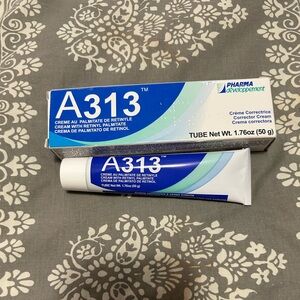 A313™
CREME AU PALMITATE DE RETINYLE
CREAM WITH RETINYL PALMITATE
CREMA DE PALMITATO DE RETINOL
PHARMA
développement
Crème Correctrice
Corrector Cream
Crema correctora
TUBE Net Wt. 1.76oz (50 g)
A313
CREME AU PALMITATE DE RETINYLE
CREAM WITH RETINYL PALMITATE
CREMA DE PALMITATO DE RETINOL
TUBE Net Wt. 1.76oz (50 g)